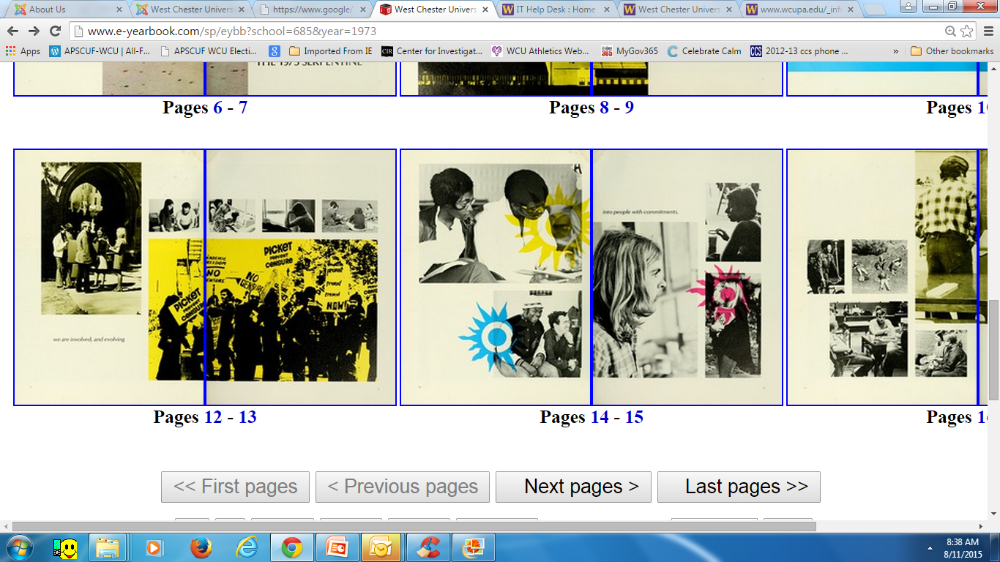 About Us
West Chester Univers
https://www.google/
West Chester Univers
IT Help Desk : Home
West Chester Univers
www.wcupa.edu/_inf
www.e-yearbook.com/sp/eybb?school=685&year=1973
Apps
APSCUF-WCU | All-F...
APSCUF WCU Electi...
Imported From IE
CIR
Center for Investigat...
WCU Athletics Web...
MyGov365
Celebrate Calm
CCS
2012-13 ccs phone ...
»
Other bookmarks
THE 1973 SERPENTINE
Pages 6 - 7
Pages 8 - 9
Pages 1
we are involved, and evolving
PICKET
PREVENT
CENSURE
FREEDOM
NO
PICKET
NO
NOW!
into people with commitments.
Pages 12 - 13
Pages 14 - 15
Pages 1
<< First pages
< Previous pages
Next pages >
Last pages >>
8:38 AM
8/11/2015